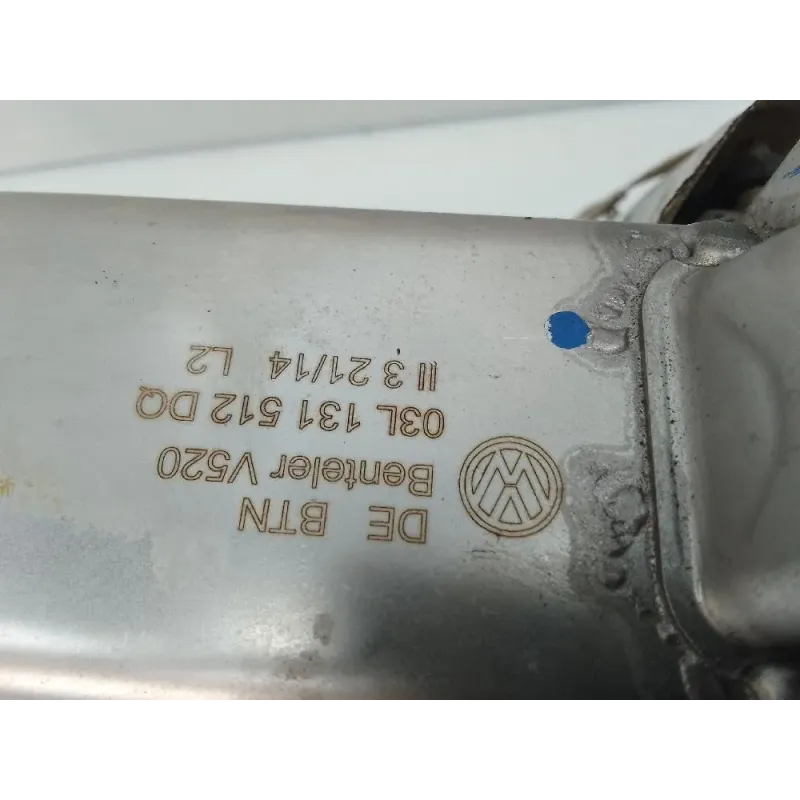 DE BTN
Benteler V520
03L 131 512 DQ
II 3 21/14 L2